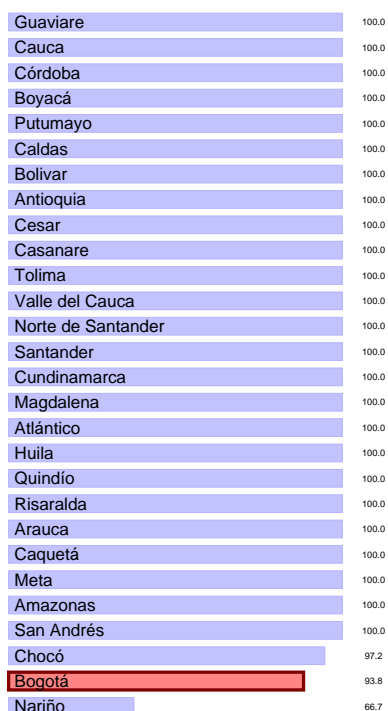 Guaviare 100.0
Cauca 100.0
Córdoba 100.0
Boyacá 100.0
Putumayo 100.0
Caldas 100.0
Bolivar 100.0
Antioquia 100.0
Cesar 100.0
Casanare 100.0
Tolima 100.0
Valle del Cauca 100.0
Norte de Santander 100.0
Santander 100.0
Cundinamarca 100.0
Magdalena 100.0
Atlántico 100.0
Huila 100.0
Quindío 100.0
Risaralda 100.0
Arauca 100.0
Caquetá 100.0
Meta 100.0
Amazonas 100.0
San Andrés 100.0
Chocó 97.2
Bogotá 93.8
Nariño 66.7